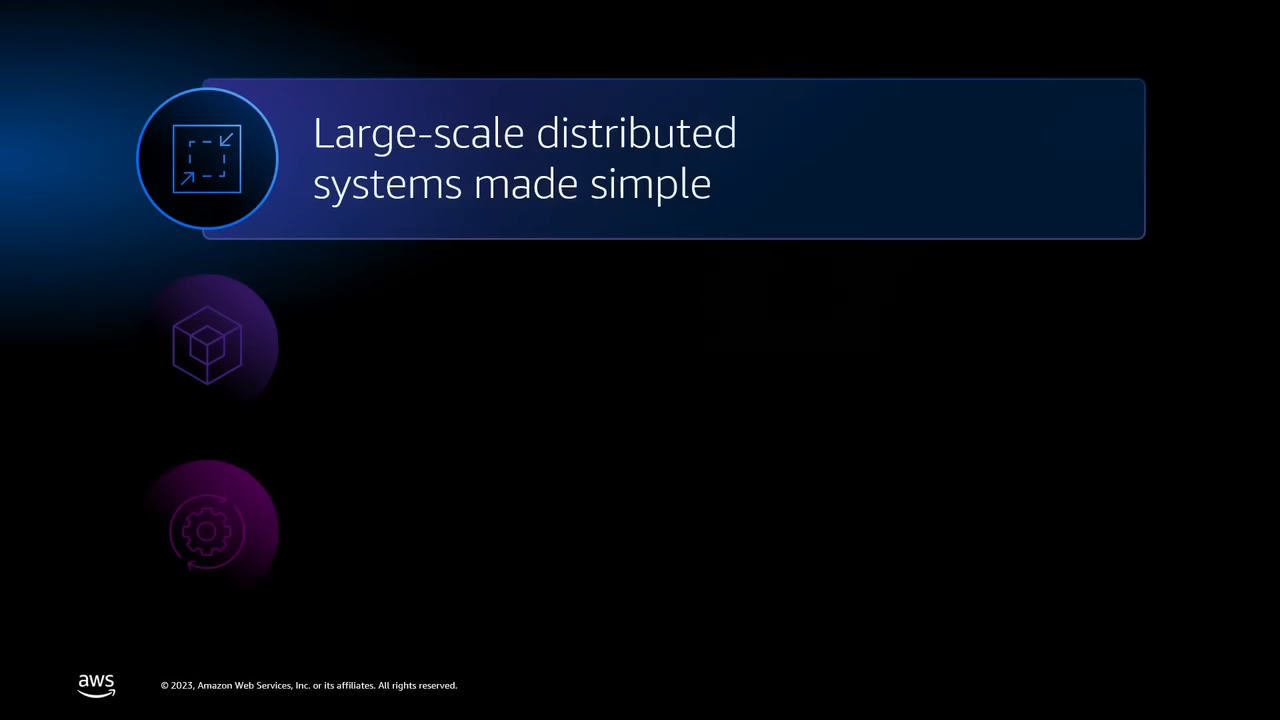 Large-scale distributed
systems made simple
aws
© 2023, Amazon Web Services, Inc. or its affiliates. All rights reserved.